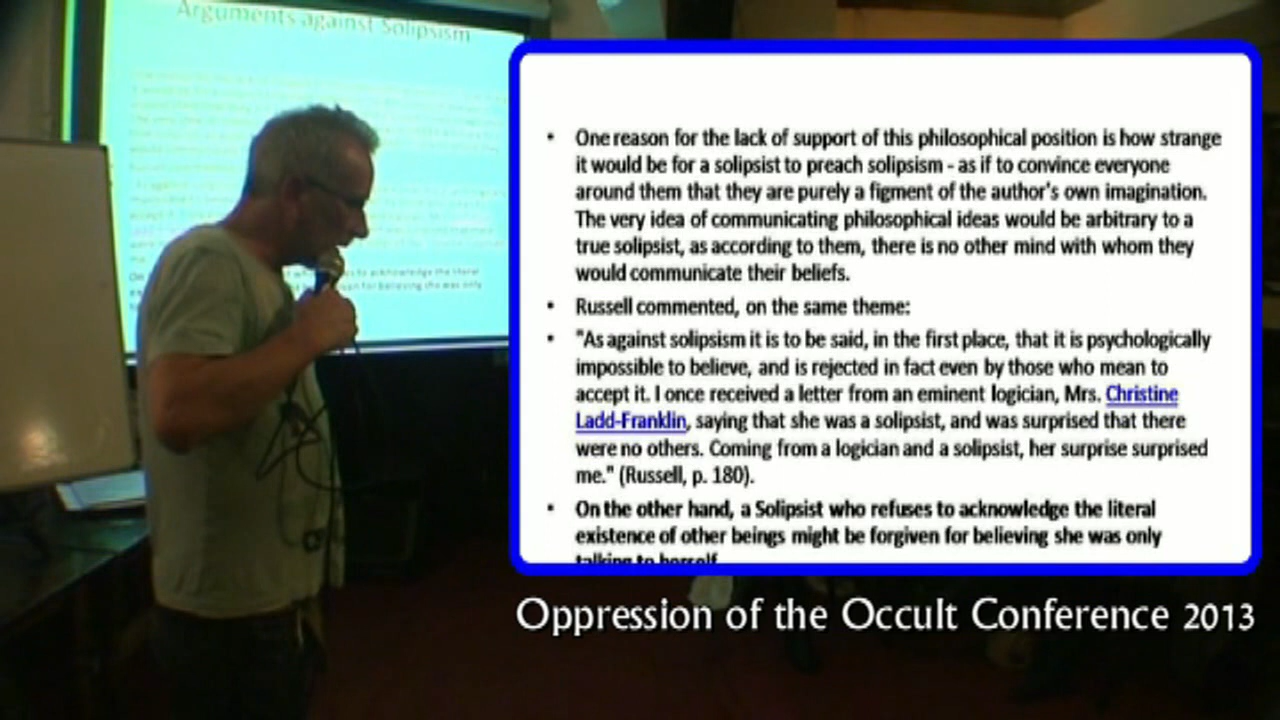 Arguments against Solipsism
• One reason for the lack of support of this philosophical position is how strange
it would be for a solipsist to preach solipsism - as if to convince everyone
around them that they are purely a figment of the author's own imagination.
The very idea of communicating philosophical ideas would be arbitrary to a
true solipsist, as according to them, there is no other mind with whom they
would communicate their beliefs.
• Russell commented, on the same theme:
• "As against solipsism it is to be said, in the first place, that it is psychologically
impossible to believe, and is rejected in fact even by those who mean to
accept it. I once received a letter from an eminent logician, Mrs. Christine
Ladd-Franklin, saying that she was a solipsist, and was surprised that there
were no others. Coming from a logician and a solipsist, her surprise surprised
me." (Russell, p. 180).
• On the other hand, a Solipsist who refuses to acknowledge the literal
existence of other beings might be forgiven for believing she was only
talking to herself
Oppression of the Occult Conference 2013